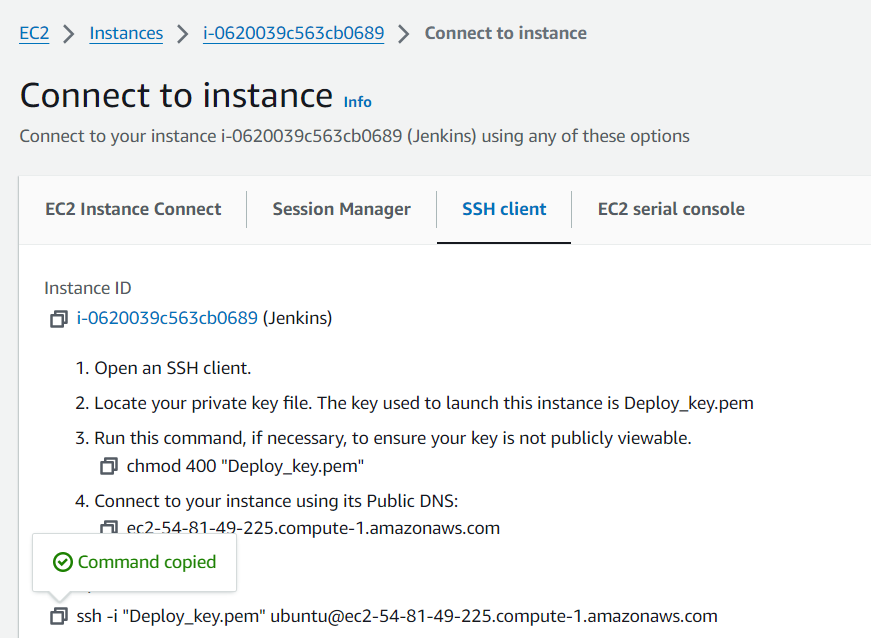 EC2 > Instances > i-0620039c563cb0689 > Connect to instance
Connect to instance Info
Connect to your instance i-0620039c563cb0689 (Jenkins) using any of these options
EC2 Instance Connect Session Manager SSH client EC2 serial console
Instance ID
i-0620039c563cb0689 (Jenkins)
1. Open an SSH client.
2. Locate your private key file. The key used to launch this instance is Deploy_key.pem
3. Run this command, if necessary, to ensure your key is not publicly viewable.
chmod 400 "Deploy_key.pem"
4. Connect to your instance using its Public DNS:
ec2-54-81-49-225.compute-1.amazonaws.com
Command copied
ssh -i "Deploy_key.pem" ubuntu@ec2-54-81-49-225.compute-1.amazonaws.com